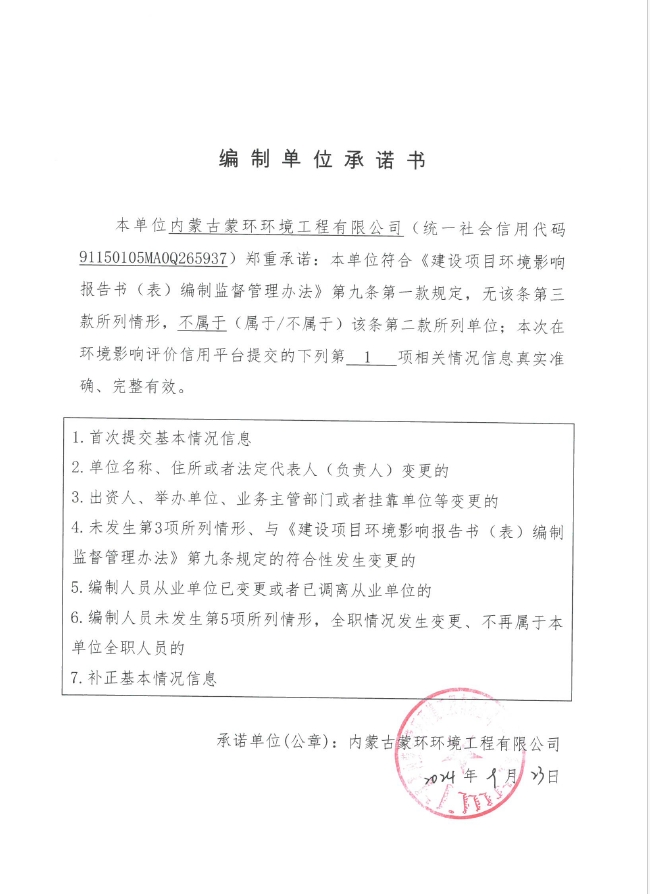 编制单位承诺书
本单位内蒙古蒙环环境工程有限公司（统一社会信用代码
91150105MA0Q265937）郑重承诺：本单位符合《建设项目环境影响
报告书（表）编制监督管理办法》第九条第一款规定，无该条第三
款所列情形，不属于（属于/不属于）该条第二款所列单位；本次在
环境影响评价信用平台提交的下列第 1 项相关情况信息真实准
确、完整有效。
1.首次提交基本情况信息
2.单位名称、住所或者法定代表人（负责人）变更的
3.出资人、举办单位、业务主管部门或者挂靠单位等变更的
4.未发生第3项所列情形、与《建设项目环境影响报告书（表）编制
监督管理办法》第九条规定的符合性发生变更的
5.编制人员从业单位已变更或者已调离从业单位的
6.编制人员未发生第5项所列情形，全职情况发生变更、不再属于本
单位全职人员的
7.补正基本情况信息
承诺单位(公章)：内蒙古蒙环环境工程有限公司
2024年9月23日